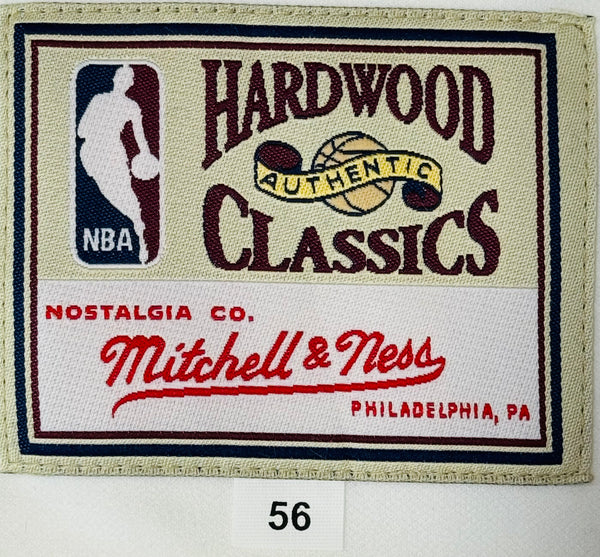 HARDWOOD
AUTHENTIC
CLASSICS
NBA
NOSTALGIA CO.
Mitchell & Ness
PHILADELPHIA, PA
56